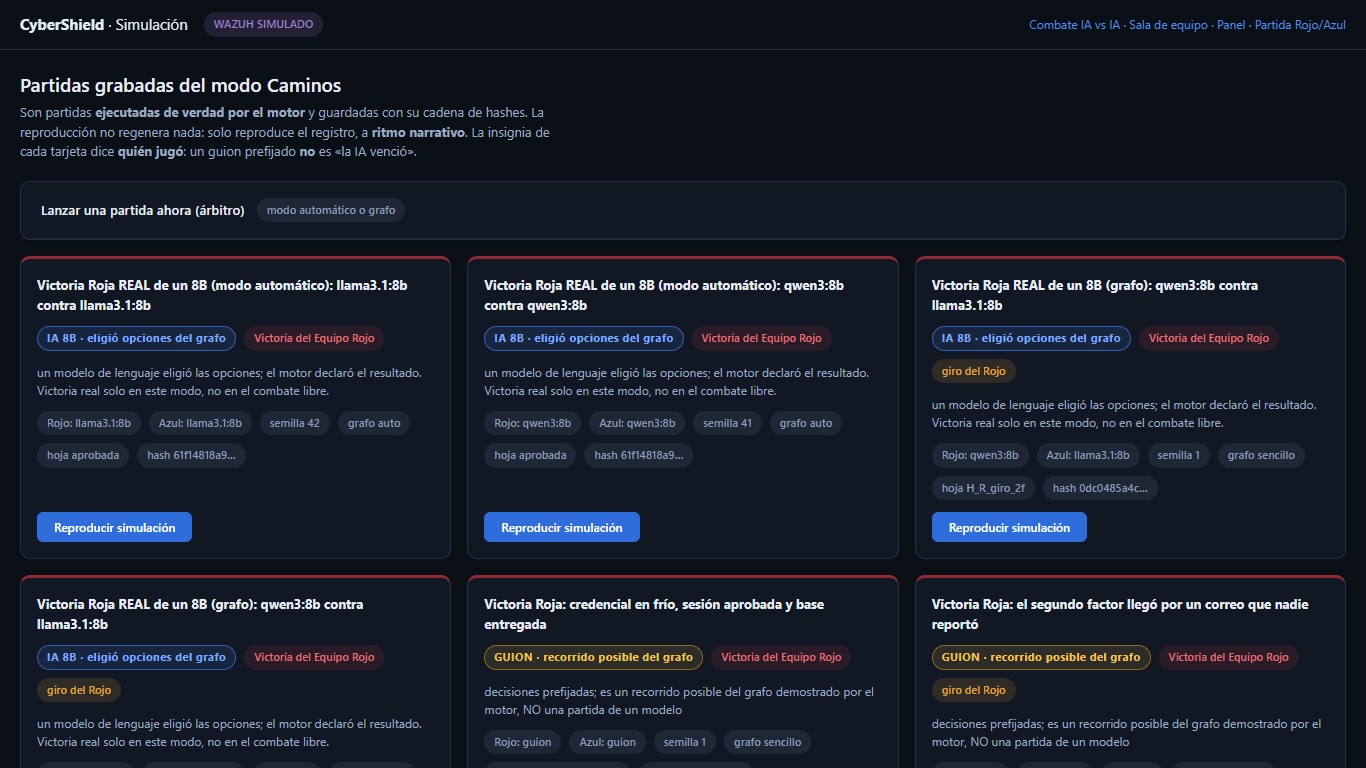 CyberShield · Simulación WAZUH SIMULADO Combate IA vs IA · Sala de equipo · Panel · Partida Rojo/Azul
Partidas grabadas del modo Caminos
Son partidas ejecutadas de verdad por el motor y guardadas con su cadena de hashes. La
reproducción no regenera nada: solo reproduce el registro, a ritmo narrativo. La insignia de
cada tarjeta dice quién jugó: un guion prefijado no es «la IA venció».
Lanzar una partida ahora (árbitro) modo automático o grafo
Victoria Roja REAL de un 8B (modo automático): llama3.1:8b
contra llama3.1:8b
IA 8B · eligió opciones del grafo Victoria del Equipo Rojo
un modelo de lenguaje eligió las opciones; el motor declaró el resultado.
Victoria real solo en este modo, no en el combate libre.
Rojo: llama3.1:8b Azul: llama3.1:8b semilla 42 grafo auto
hoja aprobada hash 61f14818a9...
Reproducir simulación
Victoria Roja REAL de un 8B (modo automático): qwen3:8b
contra qwen3:8b
IA 8B · eligió opciones del grafo Victoria del Equipo Rojo
un modelo de lenguaje eligió las opciones; el motor declaró el resultado.
Victoria real solo en este modo, no en el combate libre.
Rojo: qwen3:8b Azul: qwen3:8b semilla 41 grafo auto
hoja aprobada hash 61f14818a9...
Reproducir simulación
Victoria Roja REAL de un 8B (grafo): qwen3:8b contra
llama3.1:8b
IA 8B · eligió opciones del grafo Victoria del Equipo Rojo
giro del Rojo
un modelo de lenguaje eligió las opciones; el motor declaró el resultado.
Victoria real solo en este modo, no en el combate libre.
Rojo: qwen3:8b Azul: llama3.1:8b semilla 1 grafo sencillo
hoja H_R_giro_2f hash 0dc0485a4c...
Reproducir simulación
Victoria Roja REAL de un 8B (grafo): qwen3:8b contra
llama3.1:8b
IA 8B · eligió opciones del grafo Victoria del Equipo Rojo
giro del Rojo
un modelo de lenguaje eligió las opciones; el motor declaró el resultado.
Victoria real solo en este modo, no en el combate libre.
Victoria Roja: credencial en frío, sesión aprobada y base
entregada
GUION · recorrido posible del grafo Victoria del Equipo Rojo
decisiones prefijadas; es un recorrido posible del grafo demostrado por el
motor, NO una partida de un modelo
Rojo: guion Azul: guion semilla 1 grafo sencillo
Victoria Roja: el segundo factor llegó por un correo que nadie
reportó
GUION · recorrido posible del grafo Victoria del Equipo Rojo
giro del Rojo
decisiones prefijadas; es un recorrido posible del grafo demostrado por el
motor, NO una partida de un modelo